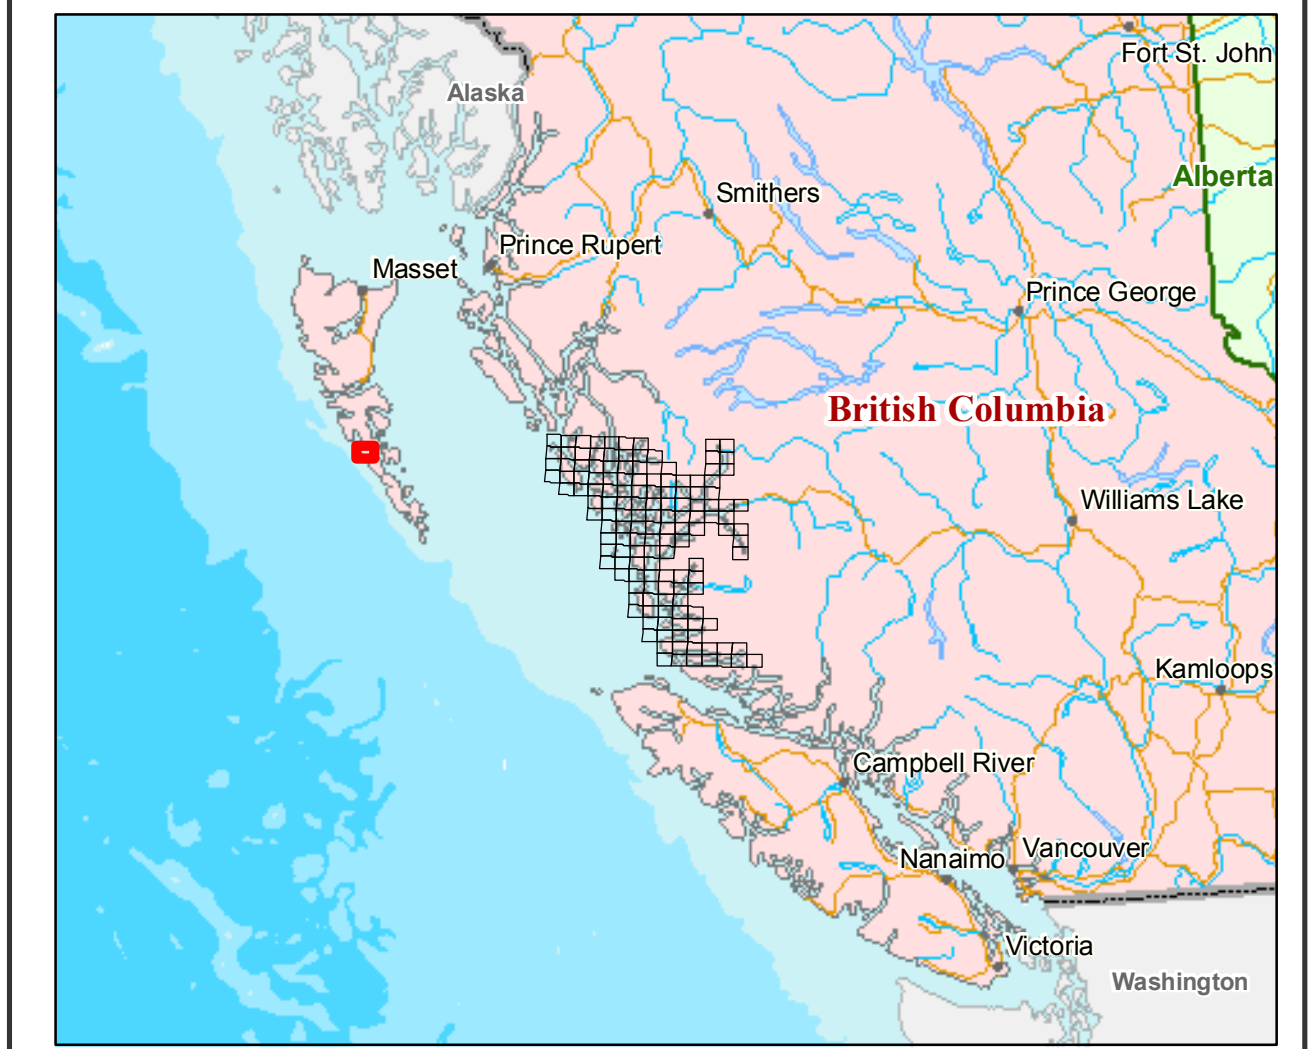 Fort St. John
Alaska
Alberta
Smithers
Prince Rupert
Masset
Prince George
British Columbia
Williams Lake
Kamloops
Campbell River
Vancouver
Nanaimo
Victoria
Washington